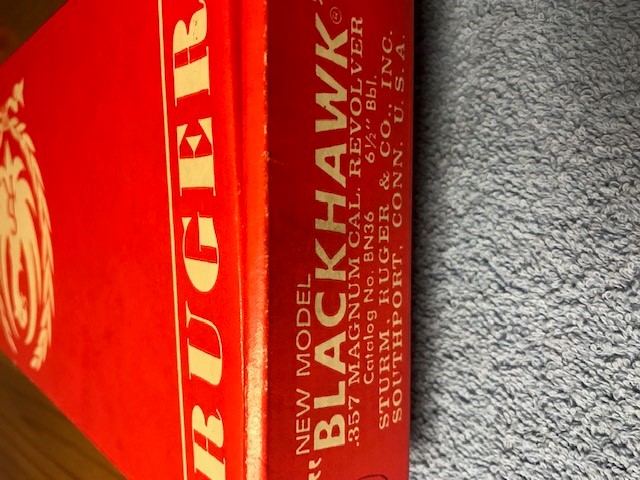 RUGER
NEW MODEL
BLACKHAWK®
.357 MAGNUM CAL. REVOLVER
Catalog No. BN36 6½" Bbl.
STURM, RUGER & CO., INC.
SOUTHPORT, CONN. U.S.A.